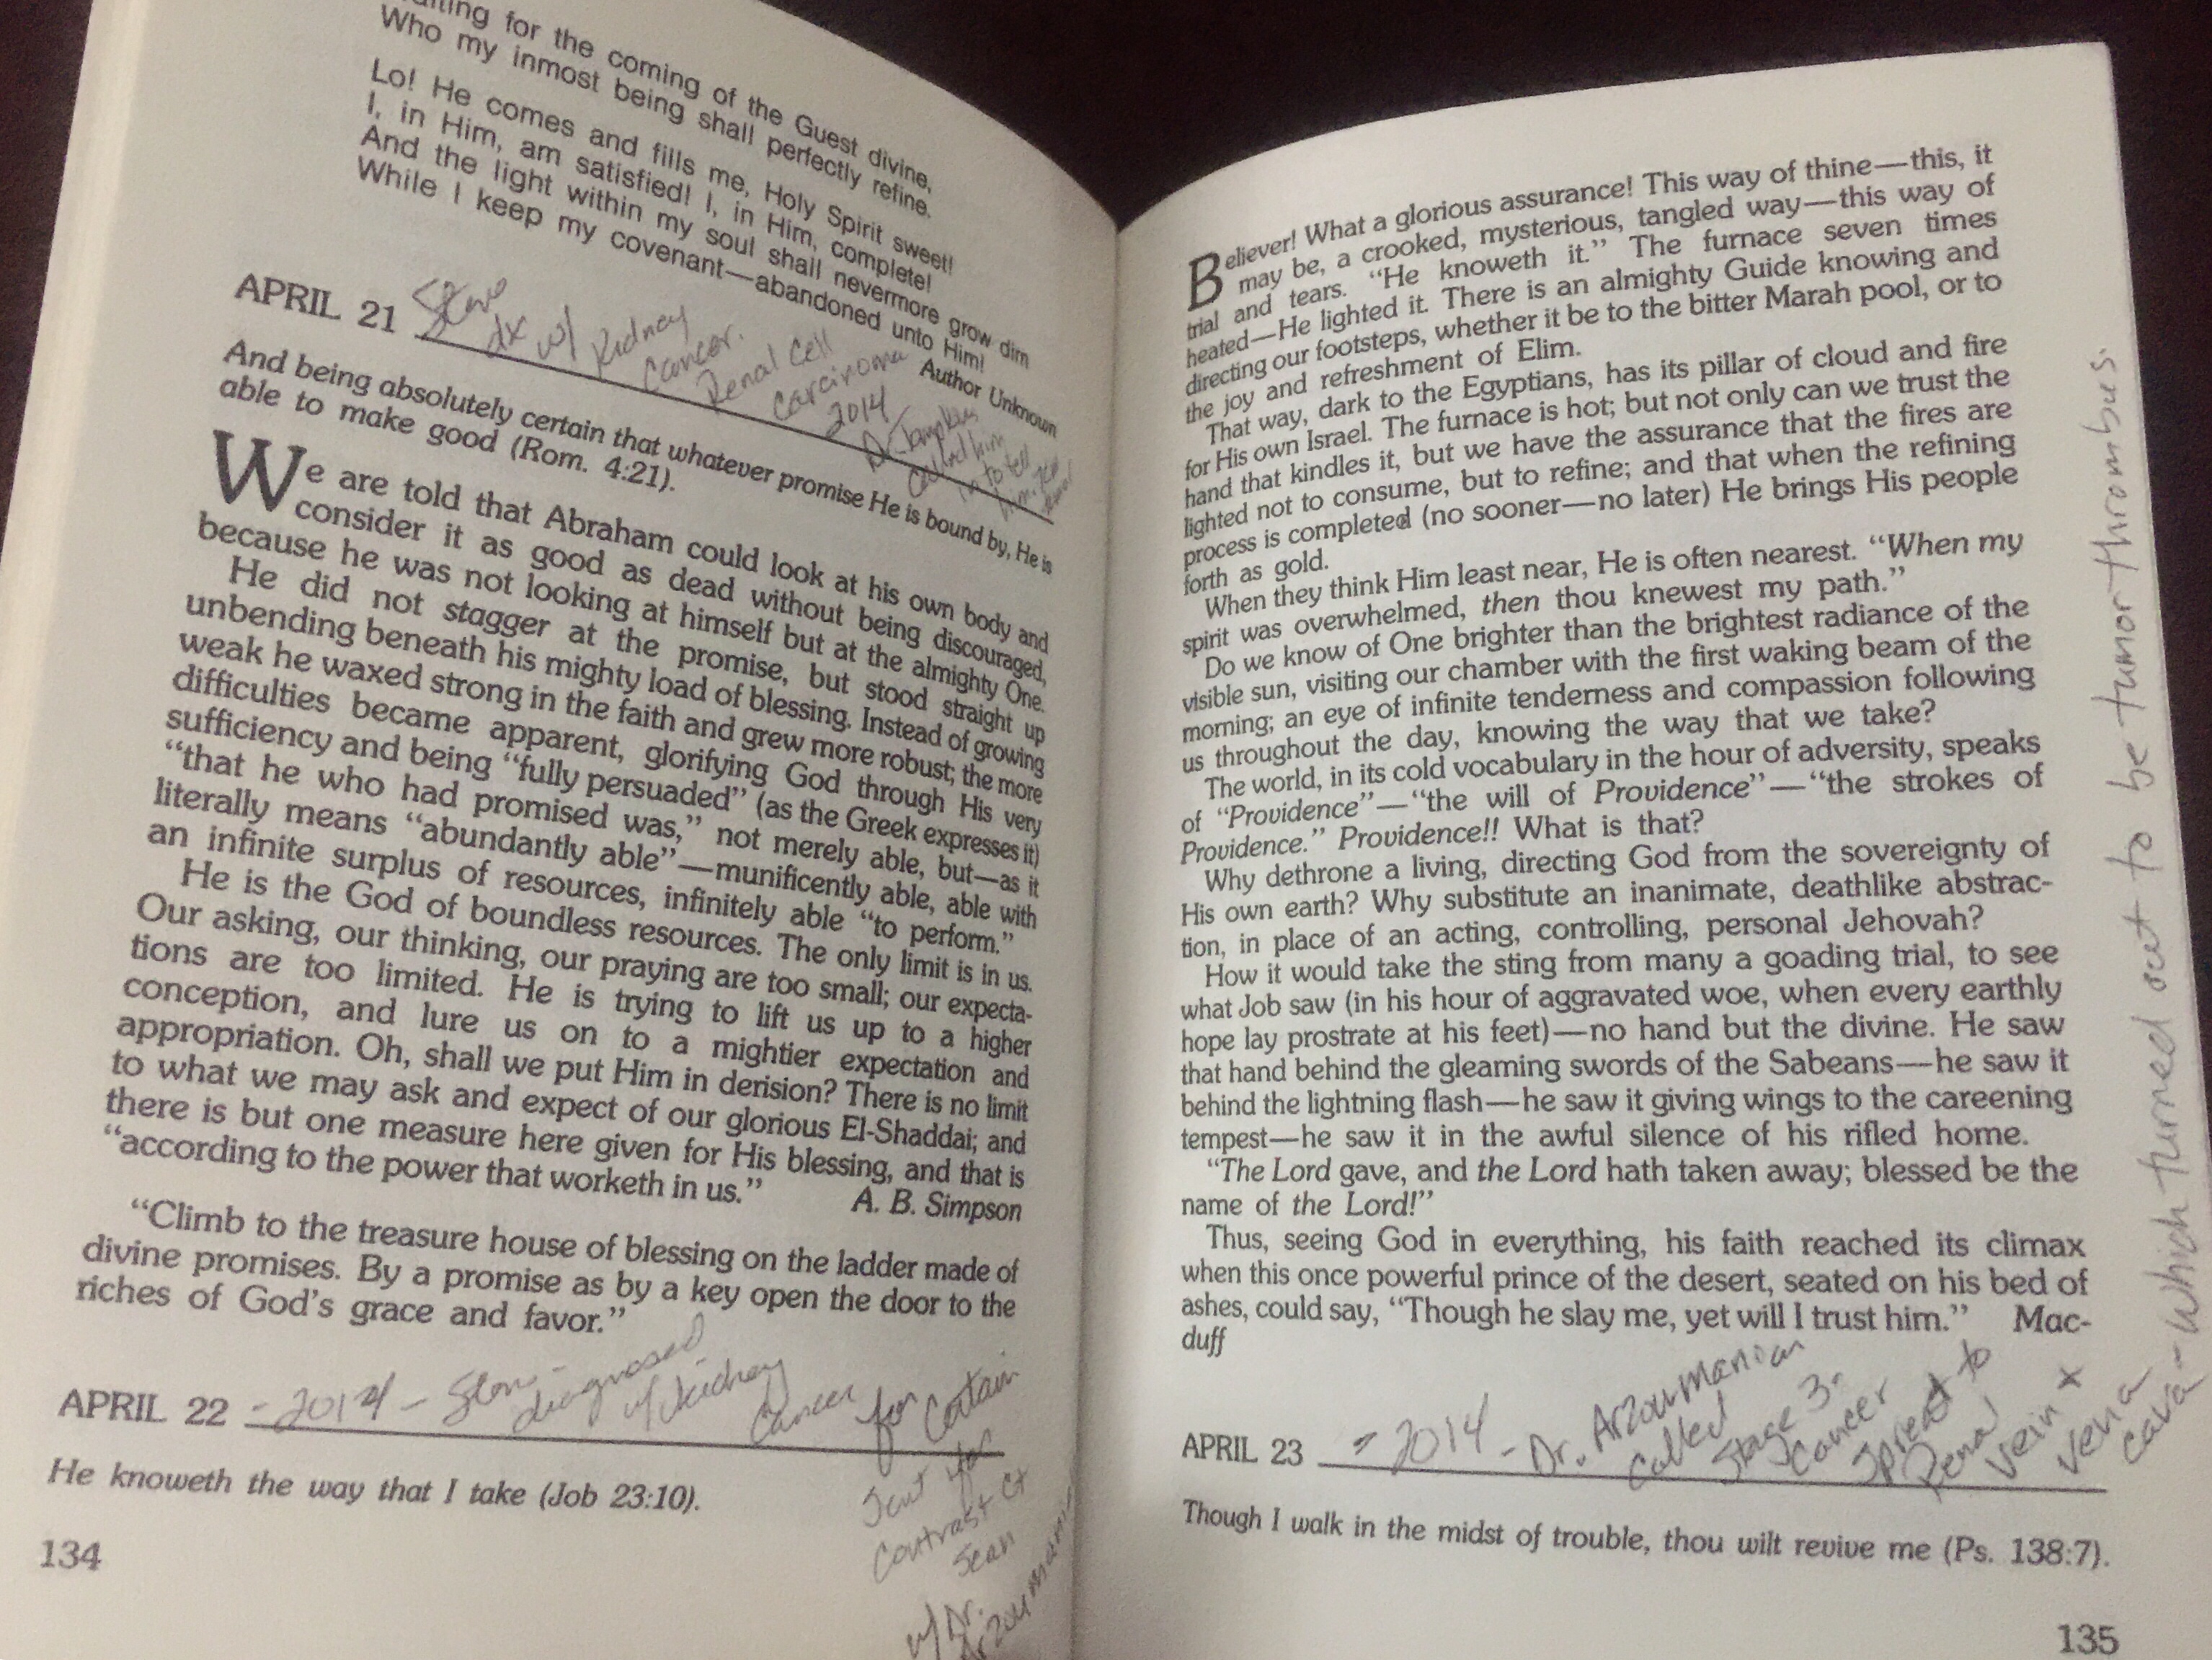 for the coming of the Guest divine,
Who my inmost being shall perfectly refine.
Lo! He comes and fills me, Holy Spirit sweet!
I, in Him, am satisfied! I, in Him, complete!
And the light within my soul shall nevermore grow dim
While I keep my covenant—abandoned unto Him!
Author Unknown
APRIL 21
dx w/ Kidney
Cancer.
Renal Cell
Carcinoma
2014
called him
in to tell
him.
And being absolutely certain that whatever promise He is bound by, He is
able to make good (Rom. 4:21).
We are told that Abraham could look at his own body and
consider it as good as dead without being discouraged,
because he was not looking at himself but at the almighty One.
He did not stagger at the promise, but stood straight up
unbending beneath his mighty load of blessing. Instead of growing
weak he waxed strong in the faith and grew more robust; the more
difficulties became apparent, glorifying God through His very
sufficiency and being “fully persuaded” (as the Greek expresses it)
“that he who had promised was,” not merely able, but—as it
literally means “abundantly able”—munificently able, able with
an infinite surplus of resources, infinitely able “to perform.”
He is the God of boundless resources. The only limit is in us.
Our asking, our thinking, our praying are too small; our expecta-
tions are too limited. He is trying to lift us up to a higher
conception, and lure us on to a mightier expectation and
appropriation. Oh, shall we put Him in derision? There is no limit
to what we may ask and expect of our glorious El-Shaddai; and
there is but one measure here given for His blessing, and that is
“according to the power that worketh in us.” A. B. Simpson
“Climb to the treasure house of blessing on the ladder made of
divine promises. By a promise as by a key open the door to the
riches of God’s grace and favor.”
APRIL 22 - 2014 -
diagnosed
w/ kidney
Cancer for Certain
Sent for
Contrast Ct
Scan
w/ Dr.
Arzoumanian
He knoweth the way that I take (Job 23:10).
134
Believer! What a glorious assurance! This way of thine—this, it
may be, a crooked, mysterious, tangled way—this way of
trial and tears. “He knoweth it.” The furnace seven times
heated—He lighted it. There is an almighty Guide knowing and
directing our footsteps, whether it be to the bitter Marah pool, or to
the joy and refreshment of Elim.
That way, dark to the Egyptians, has its pillar of cloud and fire
for His own Israel. The furnace is hot; but not only can we trust the
hand that kindles it, but we have the assurance that the fires are
lighted not to consume, but to refine; and that when the refining
process is completed (no sooner—no later) He brings His people
forth as gold.
When they think Him least near, He is often nearest. “When my
spirit was overwhelmed, then thou knewest my path.”
Do we know of One brighter than the brightest radiance of the
visible sun, visiting our chamber with the first waking beam of the
morning; an eye of infinite tenderness and compassion following
us throughout the day, knowing the way that we take?
The world, in its cold vocabulary in the hour of adversity, speaks
of “Providence”—“the will of Providence”—“the strokes of
Providence.” Providence!! What is that?
Why dethrone a living, directing God from the sovereignty of
His own earth? Why substitute an inanimate, deathlike abstrac-
tion, in place of an acting, controlling, personal Jehovah?
How it would take the sting from many a goading trial, to see
what Job saw (in his hour of aggravated woe, when every earthly
hope lay prostrate at his feet)—no hand but the divine. He saw
that hand behind the gleaming swords of the Sabeans—he saw it
behind the lightning flash—he saw it giving wings to the careening
tempest—he saw it in the awful silence of his rifled home.
“The Lord gave, and the Lord hath taken away; blessed be the
name of the Lord!”
Thus, seeing God in everything, his faith reached its climax
when this once powerful prince of the desert, seated on his bed of
ashes, could say, “Though he slay me, yet will I trust him.” Mac-
duff
APRIL 23 - 2014 - Dr. Arzoumanian
called
Stage 3.
Cancer
Spread to
Renal
Vein +
Vena
Cava - which turned out to be tumor thrombus.
Though I walk in the midst of trouble, thou wilt revive me (Ps. 138:7).
135